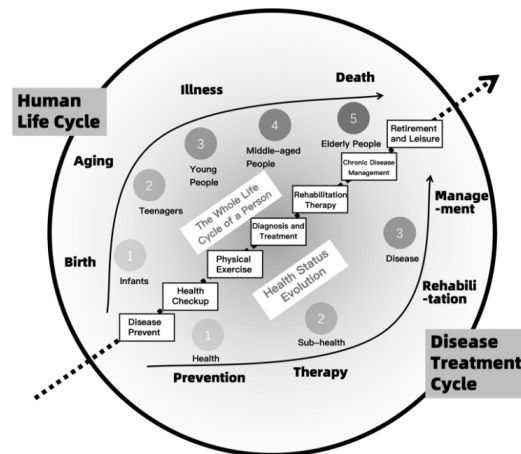 Human
Life Cycle
Illness
Death
Aging
Birth
1
Infants
2
Teenagers
3
Young
People
4
Middle-aged
People
5
Elderly People
The Whole Life
Cycle of a Person
Disease
Prevent
Health
Checkup
Physical
Exercise
Diagnosis and
Treatment
Rehabilitation
Therapy
Chronic Disease
Management
Retirement
and Leisure
Health Status
Evolution
1
Health
2
Sub-health
3
Disease
Prevention
Therapy
Rehabili
-tation
Manage
-ment
Disease
Treatment
Cycle